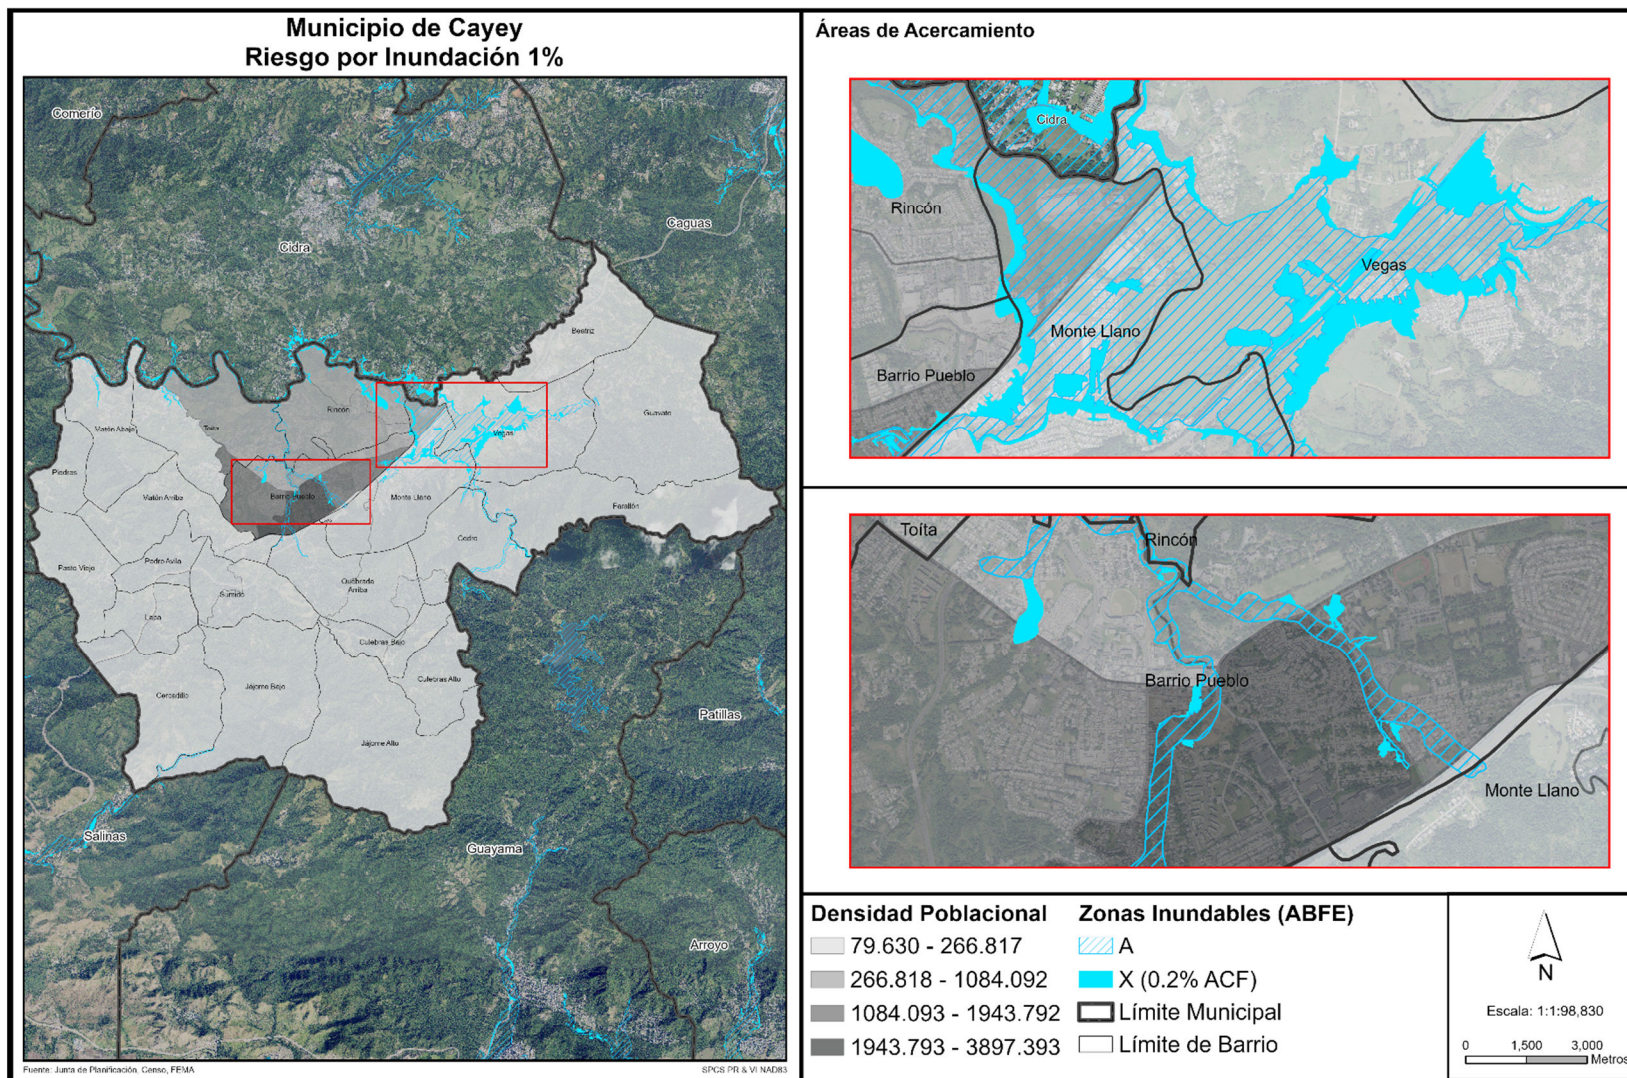 Municipio de Cayey
Riesgo por Inundación 1%
Comerío
Cidra
Caguas
Beatriz
Rincón
Guavate
Toita
Vegas
Matón Abajo
Piedras
Matón Arriba
Barrio Pueblo
Monte Llano
Farallón
Cedro
Pasto Viejo
Pedro Avila
Quebrada
Arriba
Sumido
Lapa
Culebras Bajo
Culebras Alto
Cercadillo
Jájome Bajo
Jájome Alto
Patillas
Salinas
Guayama
Arroyo
Fuente: Junta de Planificación, Censo, FEMA
SPCS PR & VI NAD83
Áreas de Acercamiento
Cidra
Rincón
Vegas
Monte Llano
Barrio Pueblo
Toíta
Rincón
Barrio Pueblo
Monte Llano
Densidad Poblacional
79.630 - 266.817
266.818 - 1084.092
1084.093 - 1943.792
1943.793 - 3897.393
Zonas Inundables (ABFE)
A
X (0.2% ACF)
Límite Municipal
Límite de Barrio
N
Escala: 1:1:98,830
0 1,500 3,000
Metros